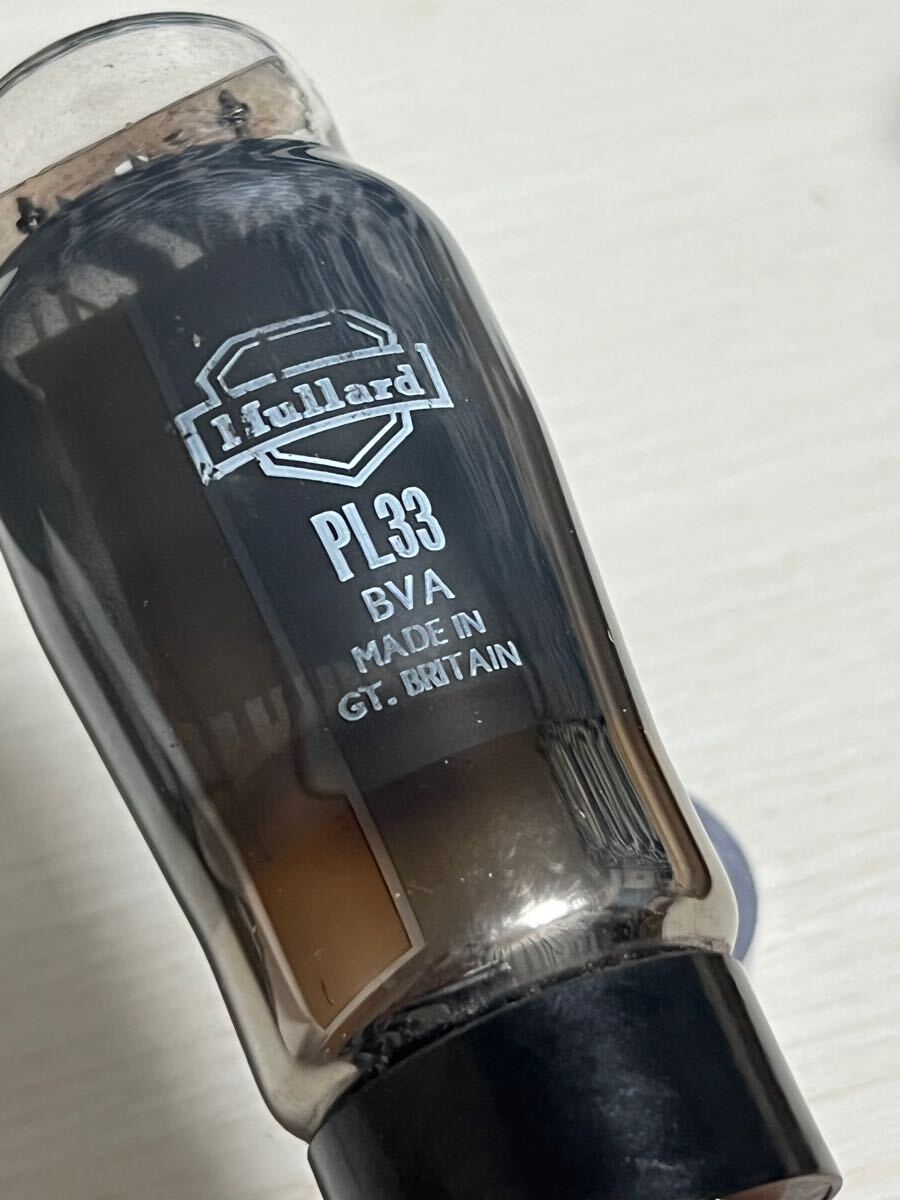 Mullard
PL33
BVA
MADE IN
GT. BRITAIN